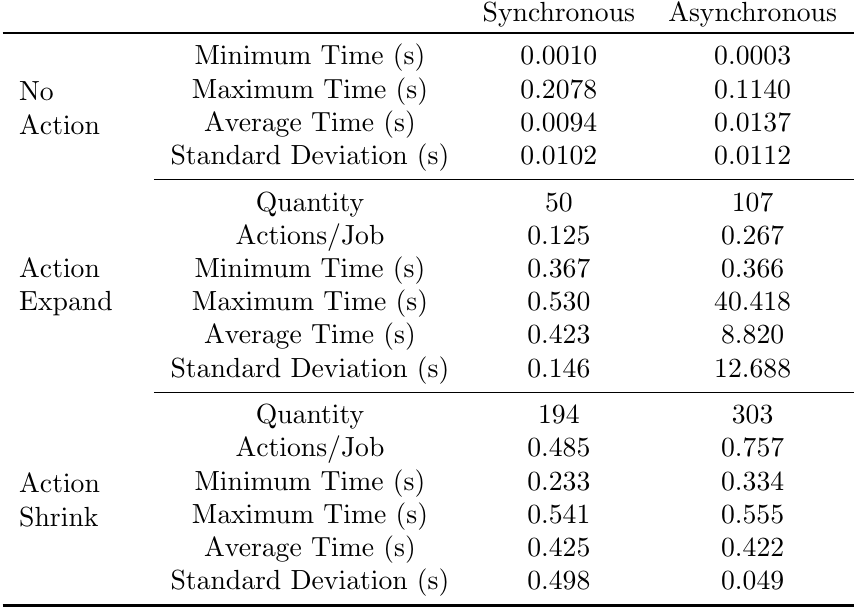 Synchronous Asynchronous
No Action
Minimum Time (s) 0.0010 0.0003
Maximum Time (s) 0.2078 0.1140
Average Time (s) 0.0094 0.0137
Standard Deviation (s) 0.0102 0.0112
Action Expand
Quantity 50 107
Actions/Job 0.125 0.267
Minimum Time (s) 0.367 0.366
Maximum Time (s) 0.530 40.418
Average Time (s) 0.423 8.820
Standard Deviation (s) 0.146 12.688
Action Shrink
Quantity 194 303
Actions/Job 0.485 0.757
Minimum Time (s) 0.233 0.334
Maximum Time (s) 0.541 0.555
Average Time (s) 0.425 0.422
Standard Deviation (s) 0.498 0.049